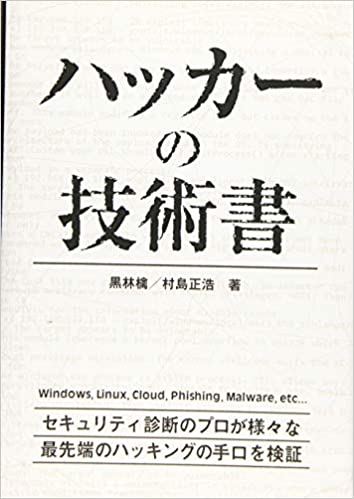 ハッカー
の
技術書
黒林檎／村島正浩 著
Windows, Linux, Cloud, Phishing, Malware, etc...
セキュリティ診断のプロが様々な
最先端のハッキングの手口を検証